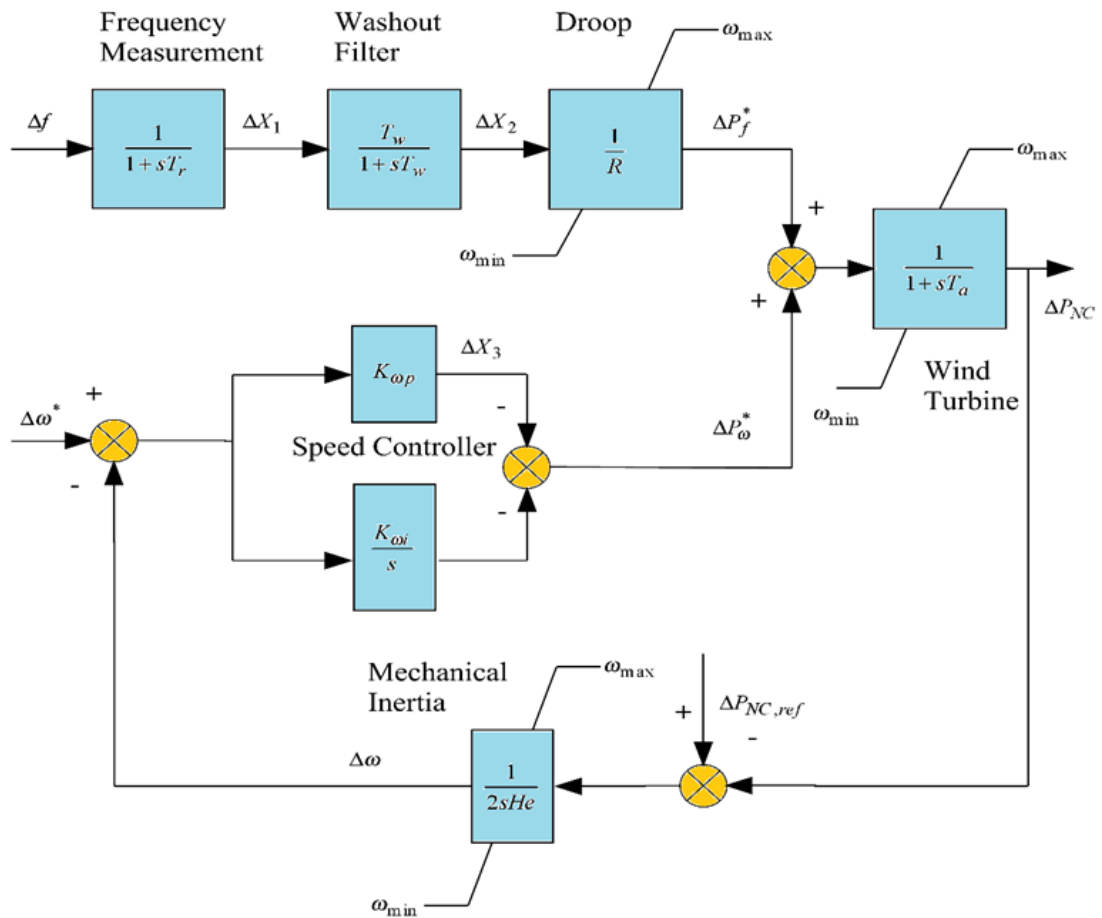 Frequency
Measurement
Washout
Filter
Droop
ω_max
Δf
1
1+sT_r
ΔX_1
T_w
1+sT_w
ΔX_2
1
R
ΔP_f^*
ω_min
+
+
ω_max
1
1+sT_a
ΔP_NC
ω_min
Wind
Turbine
Δω^*
+
-
K_ωp
ΔX_3
-
Speed Controller
ΔP_ω^*
-
K_ωi
s
Mechanical
Inertia
ω_max
ΔP_NC,ref
+
-
Δω
1
2sHe
ω_min